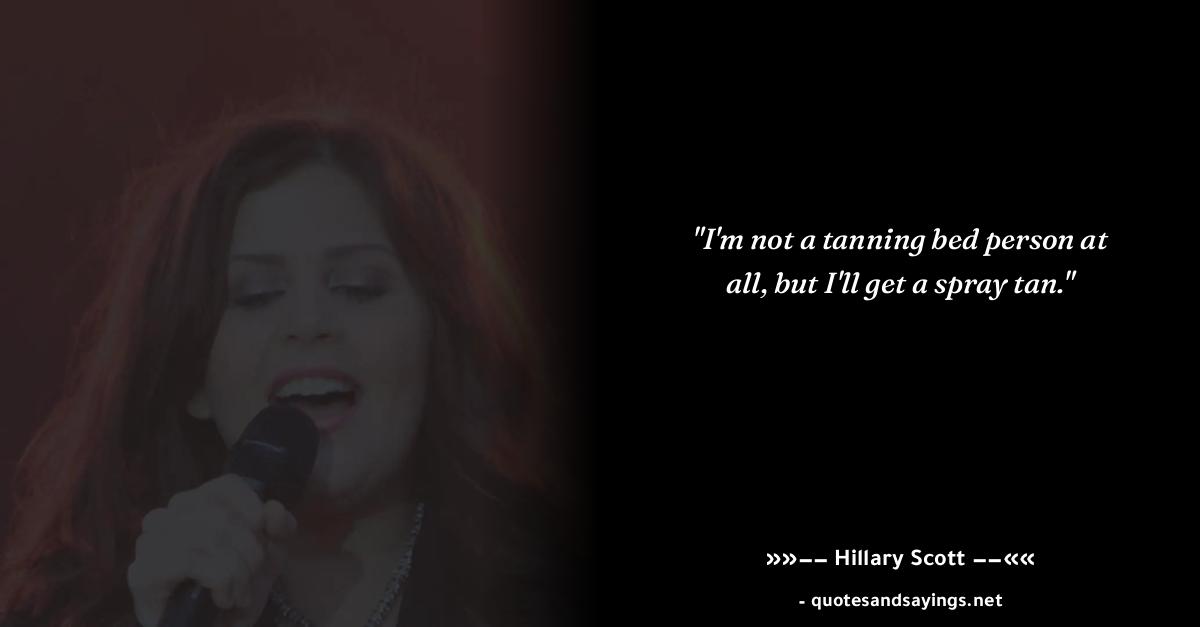 "I'm not a tanning bed person at
all, but I'll get a spray tan."
»»−− Hillary Scott −−««
- quotesandsayings.net